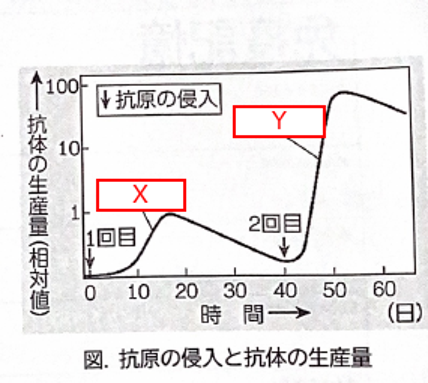 100
10
1
↓抗原の侵入
X
Y
1回目
2回目
抗体の生産量(相対値)
0 10 20 30 40 50 60 (日)
時 間→
図. 抗原の侵入と抗体の生産量